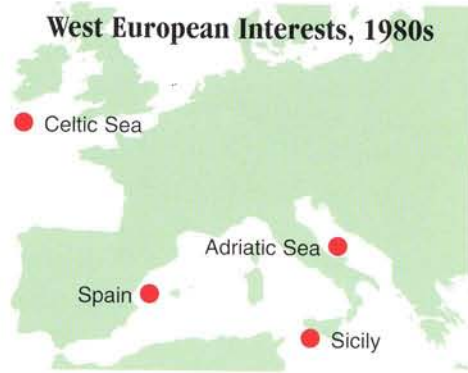 West European Interests, 1980s
Celtic Sea
Adriatic Sea
Spain
Sicily